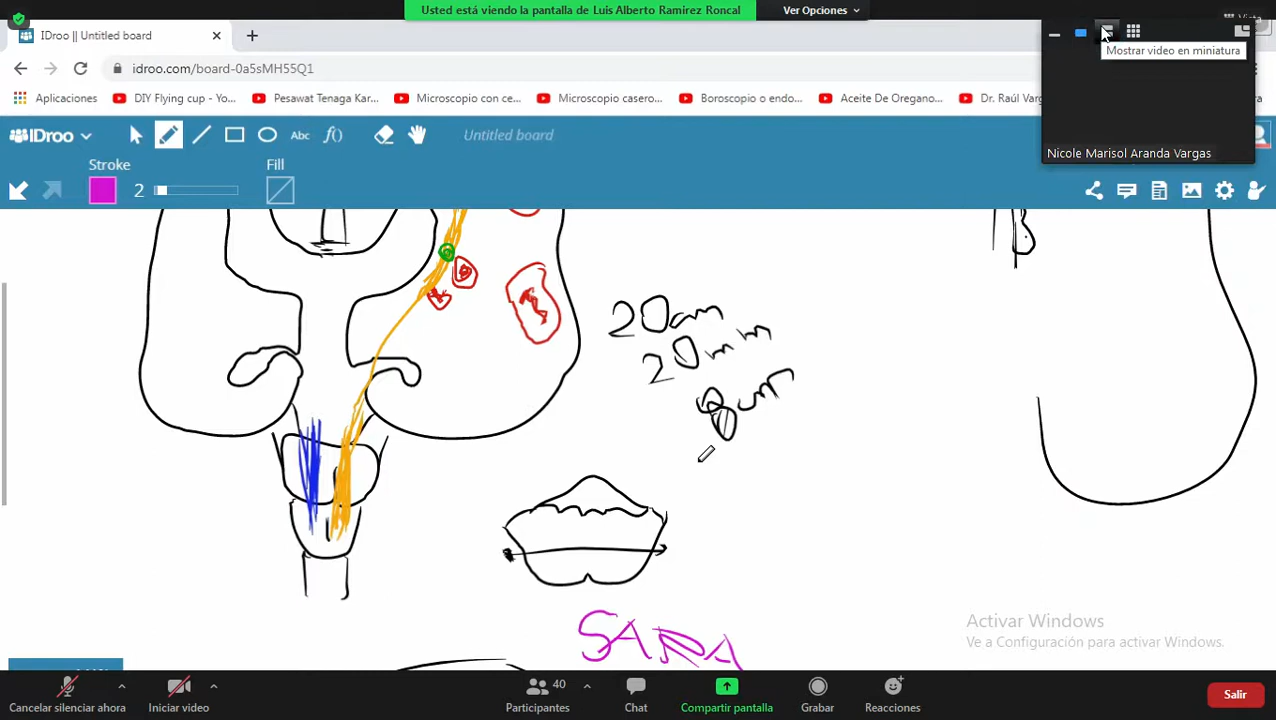 Usted está viendo la pantalla de Luis Alberto Ramirez Roncal
Ver Opciones
Vista
IDroo || Untitled board
Mostrar video en miniatura
idroo.com/board-0a5sMH55Q1
Aplicaciones
DIY Flying cup - Yo...
Pesawat Tenaga Kar...
Microscopio con ce...
Microscopio casero...
Boroscopio o endo...
Aceite De Oregano...
Dr. Raúl Var
Nicole Marisol Aranda Vargas
IDroo
Abc
f()
Untitled board
Stroke
Fill
2
20cm
20mm
8cm
SARA
Activar Windows
Ve a Configuración para activar Windows.
40
Cancelar silenciar ahora
Iniciar video
Participantes
Chat
Compartir pantalla
Grabar
Reacciones
Salir